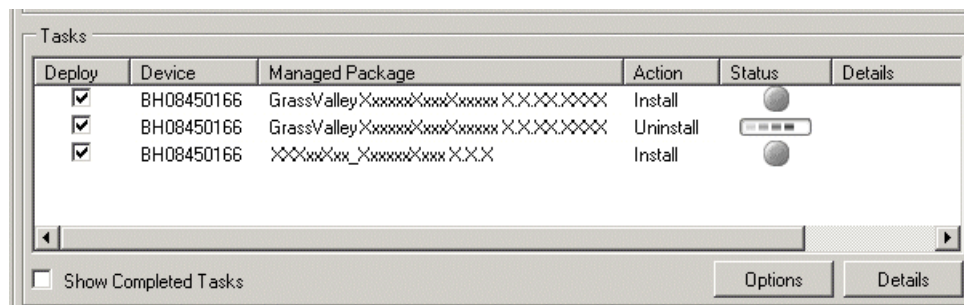 Tasks
Deploy Device Managed Package Action Status Details
BH08450166 GrassValleyXxxxxxXxxxXxxxxx X.X.XX.XXXX Install
BH08450166 GrassValleyXxxxxxXxxxXxxxxx X.X.XX.XXXX Uninstall
BH08450166 XXXxxXxx_XxxxxxXxxx X.X.X Install
Show Completed Tasks Options Details